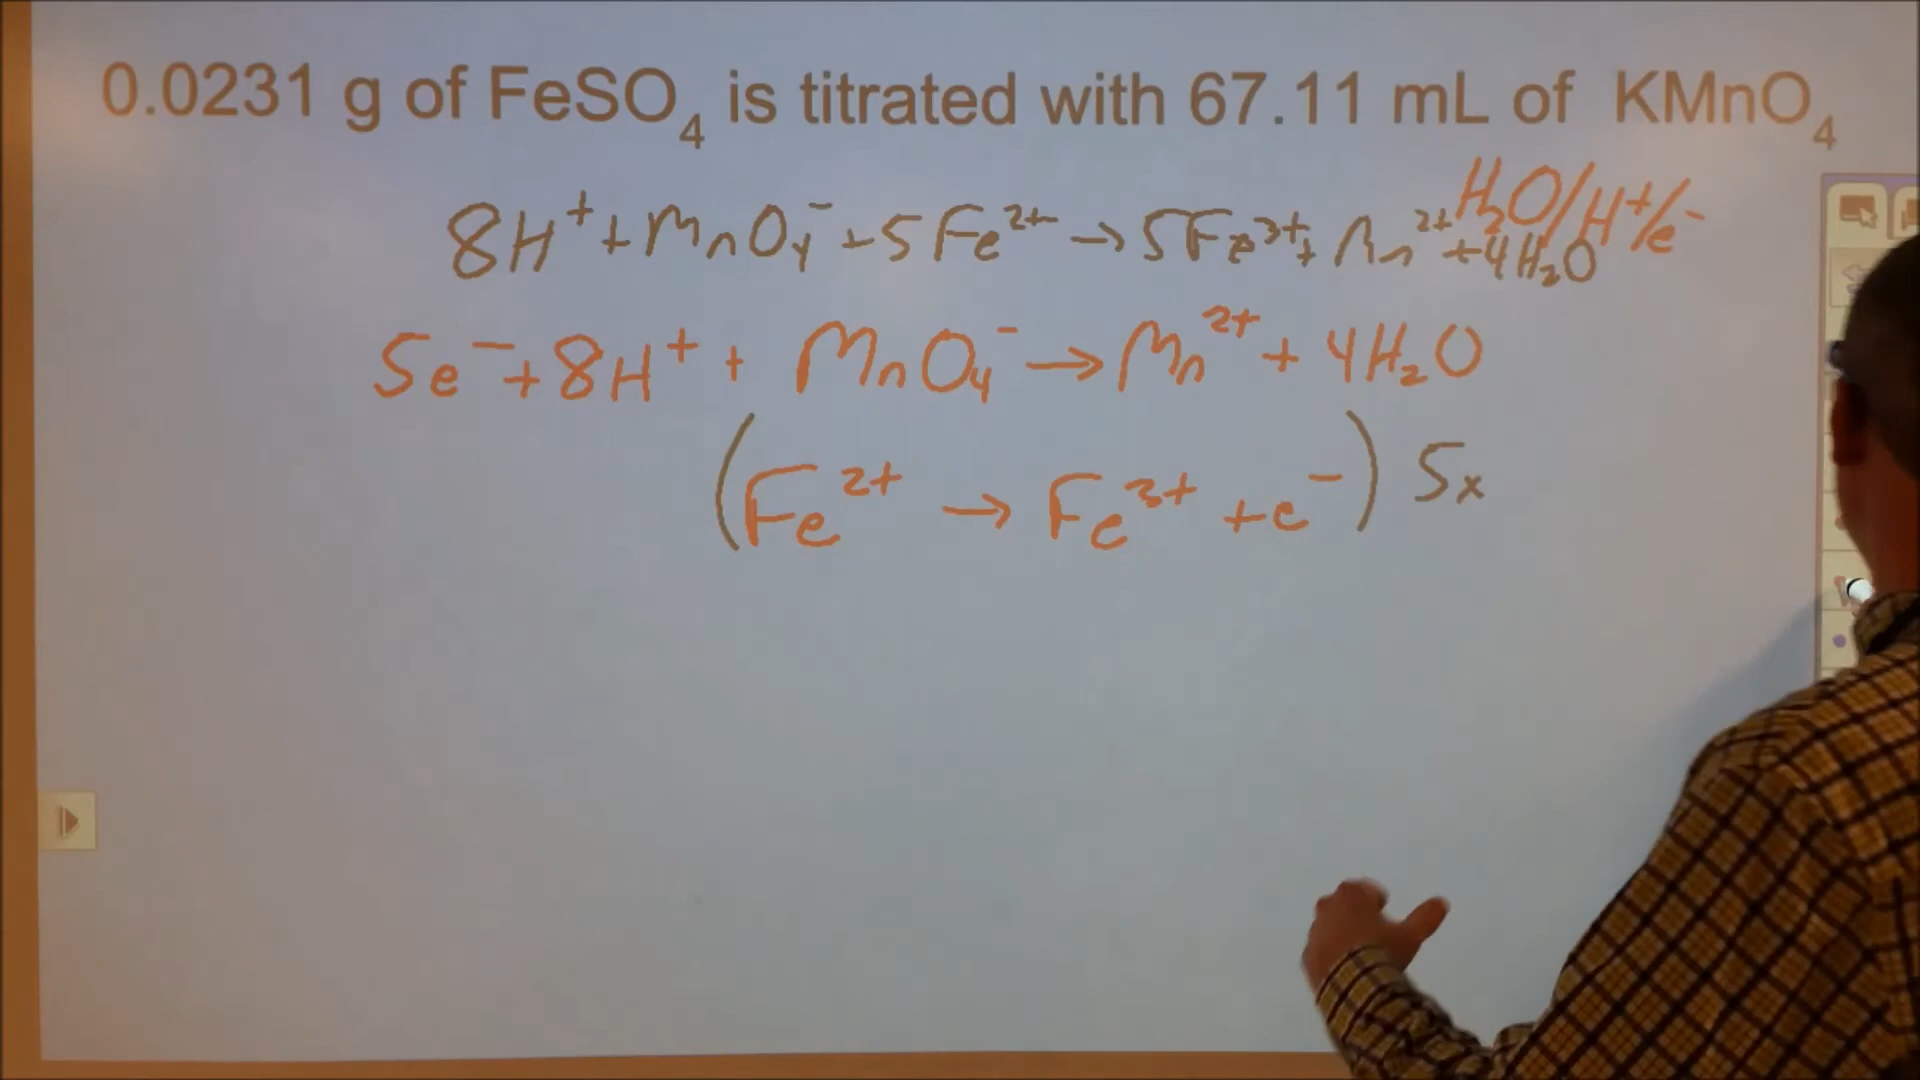 0.0231 g of FeSO₄ is titrated with 67.11 mL of KMnO₄
H₂O/H⁺/e⁻
8H⁺ + MnO₄⁻ + 5Fe²⁺ → 5Fe³⁺ + Mn²⁺ + 4H₂O
5e⁻ + 8H⁺ + MnO₄⁻ → Mn²⁺ + 4H₂O
(Fe²⁺ → Fe³⁺ + e⁻) 5x